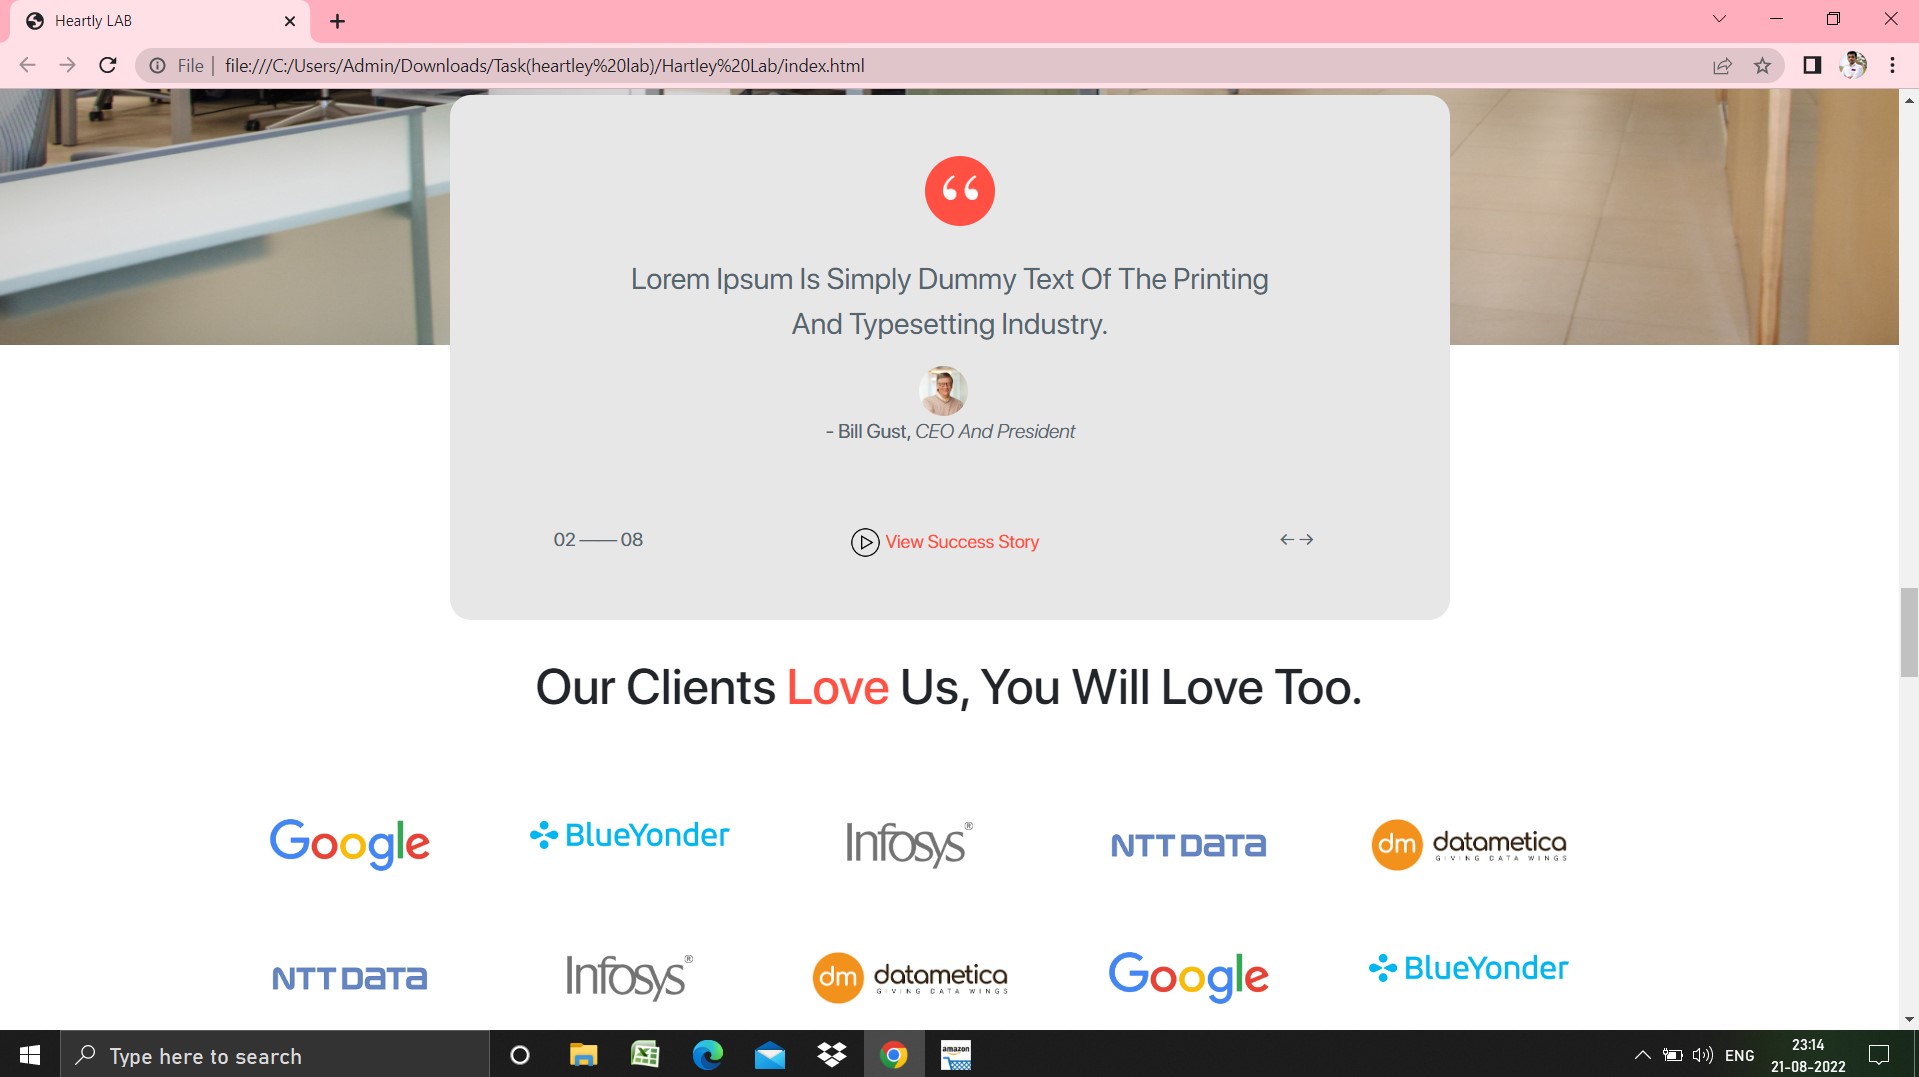 Heartly LAB
File
file:///C:/Users/Admin/Downloads/Task(heartley%20lab)/Hartley%20Lab/index.html
Lorem Ipsum Is Simply Dummy Text Of The Printing
And Typesetting Industry.
- Bill Gust, CEO And President
02 08
View Success Story
Our Clients Love Us, You Will Love Too.
Google
BlueYonder
Infosys®
NTT DATA
dm datametica
GIVING DATA WINGS
NTT DATA
Infosys®
dm datametica
GIVING DATA WINGS
Google
BlueYonder
Type here to search
amazon
ENG
23:14
21-08-2022